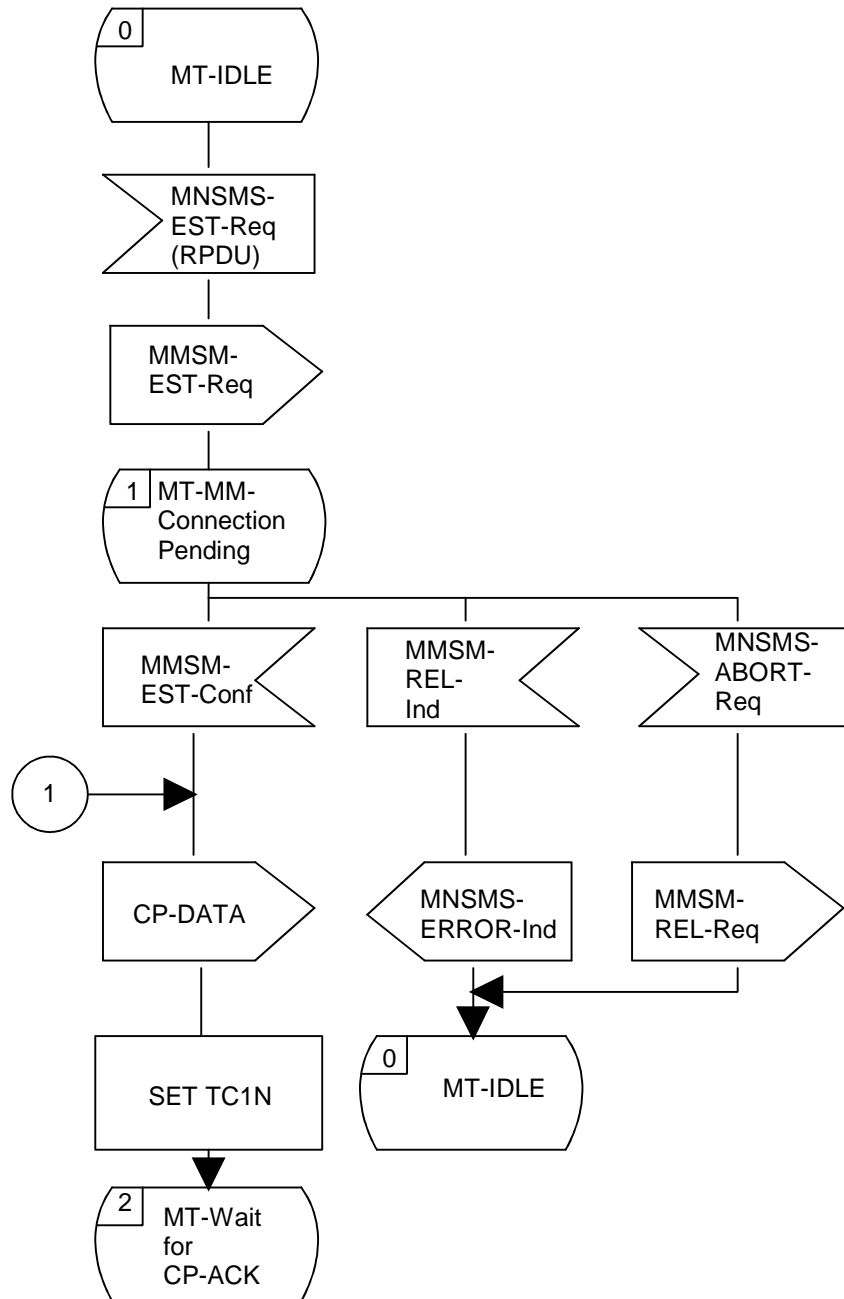 0
MT-IDLE
MNSMS-
EST-Req
(RPDU)
MMSM-
EST-Req
1
MT-MM-
Connection
Pending
MMSM-
EST-Conf
MMSM-
REL-
Ind
MNSMS-
ABORT-
Req
1
CP-DATA
MNSMS-
ERROR-Ind
MMSM-
REL-Req
SET TC1N
0
MT-IDLE
2
MT-Wait
for
CP-ACK